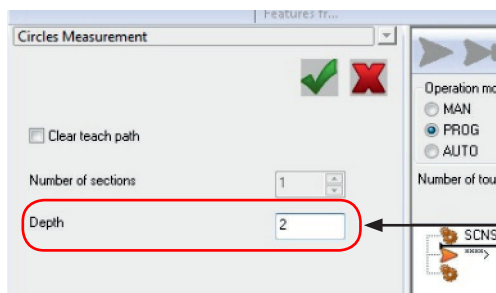 Features fr...
Circles Measurement
Clear teach path
Number of sections
1
Depth
2
Operation mo
MAN
PROG
AUTO
Number of tou
SCNS